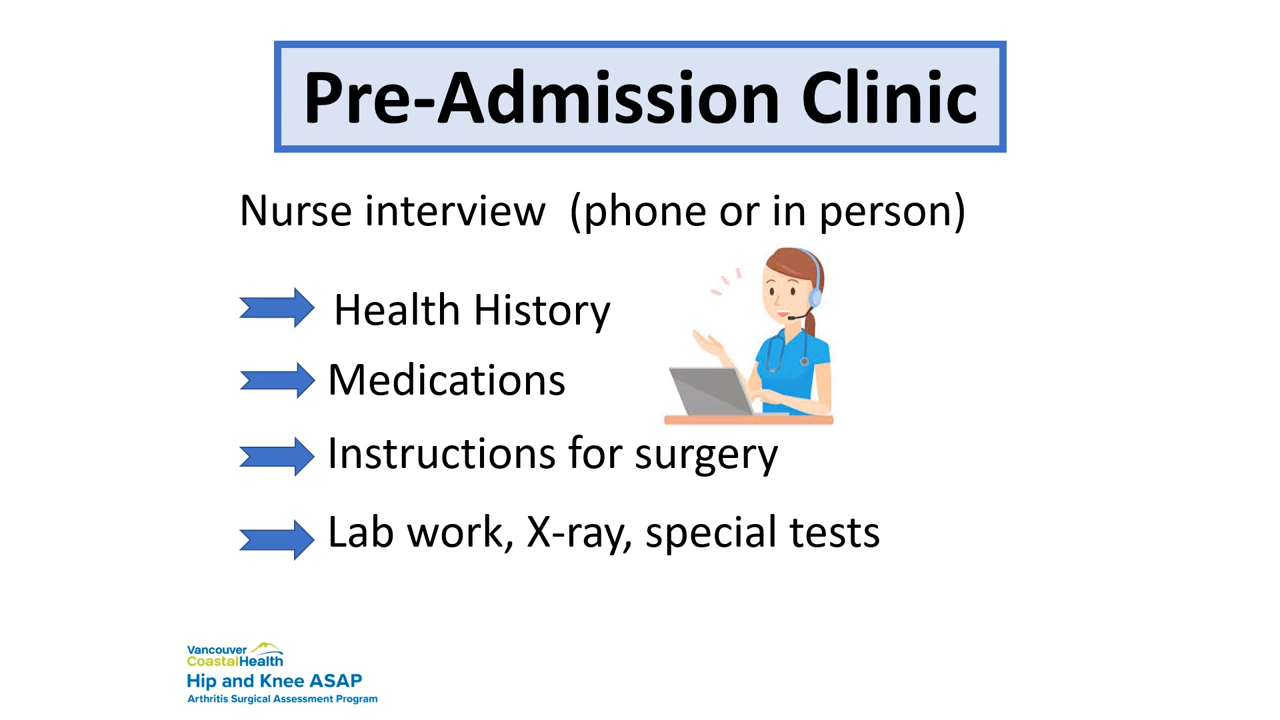 Pre-Admission Clinic
Nurse interview (phone or in person)
Health History
Medications
Instructions for surgery
Lab work, X-ray, special tests
Vancouver
CoastalHealth
Hip and Knee ASAP
Arthritis Surgical Assessment Program